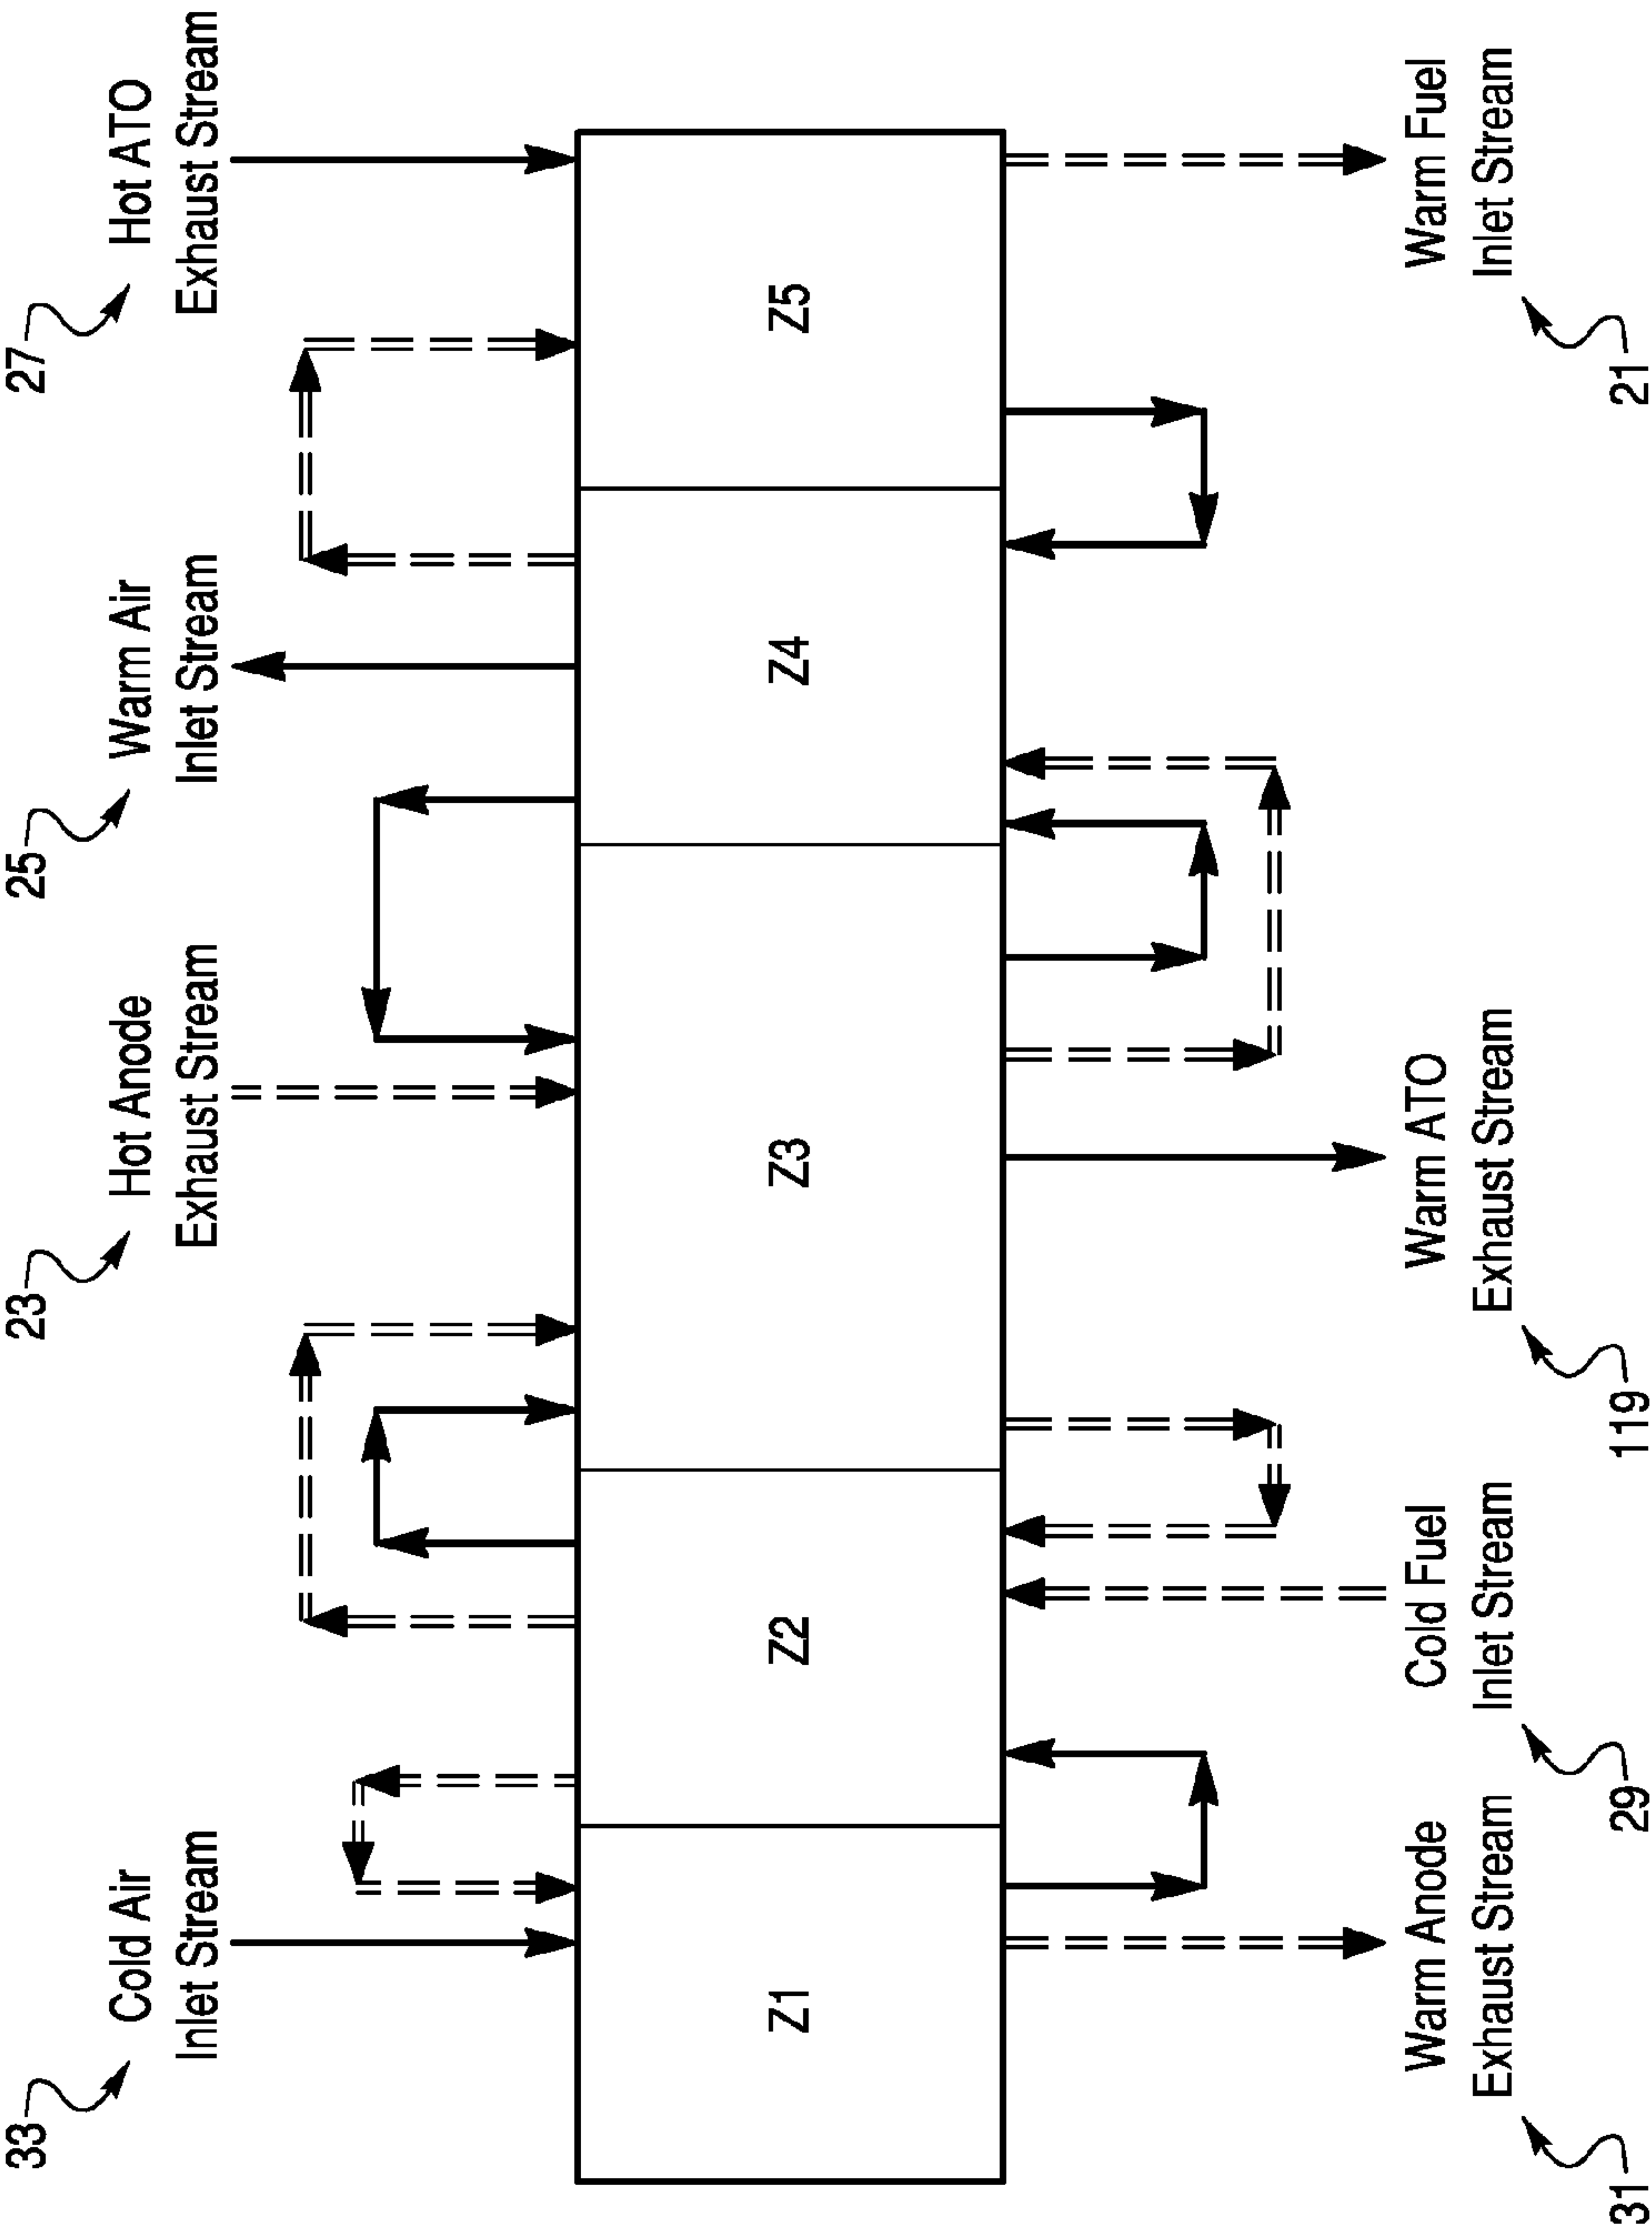 33
Cold Air
Inlet Stream
23
Hot Anode
Exhaust Stream
25
Warm Air
Inlet Stream
27
Hot ATO
Exhaust Stream
Z1
Z2
Z3
Z4
Z5
Warm Anode
Exhaust Stream
31
Cold Fuel
Inlet Stream
29
Warm ATO
Exhaust Stream
119
Warm Fuel
Inlet Stream
21